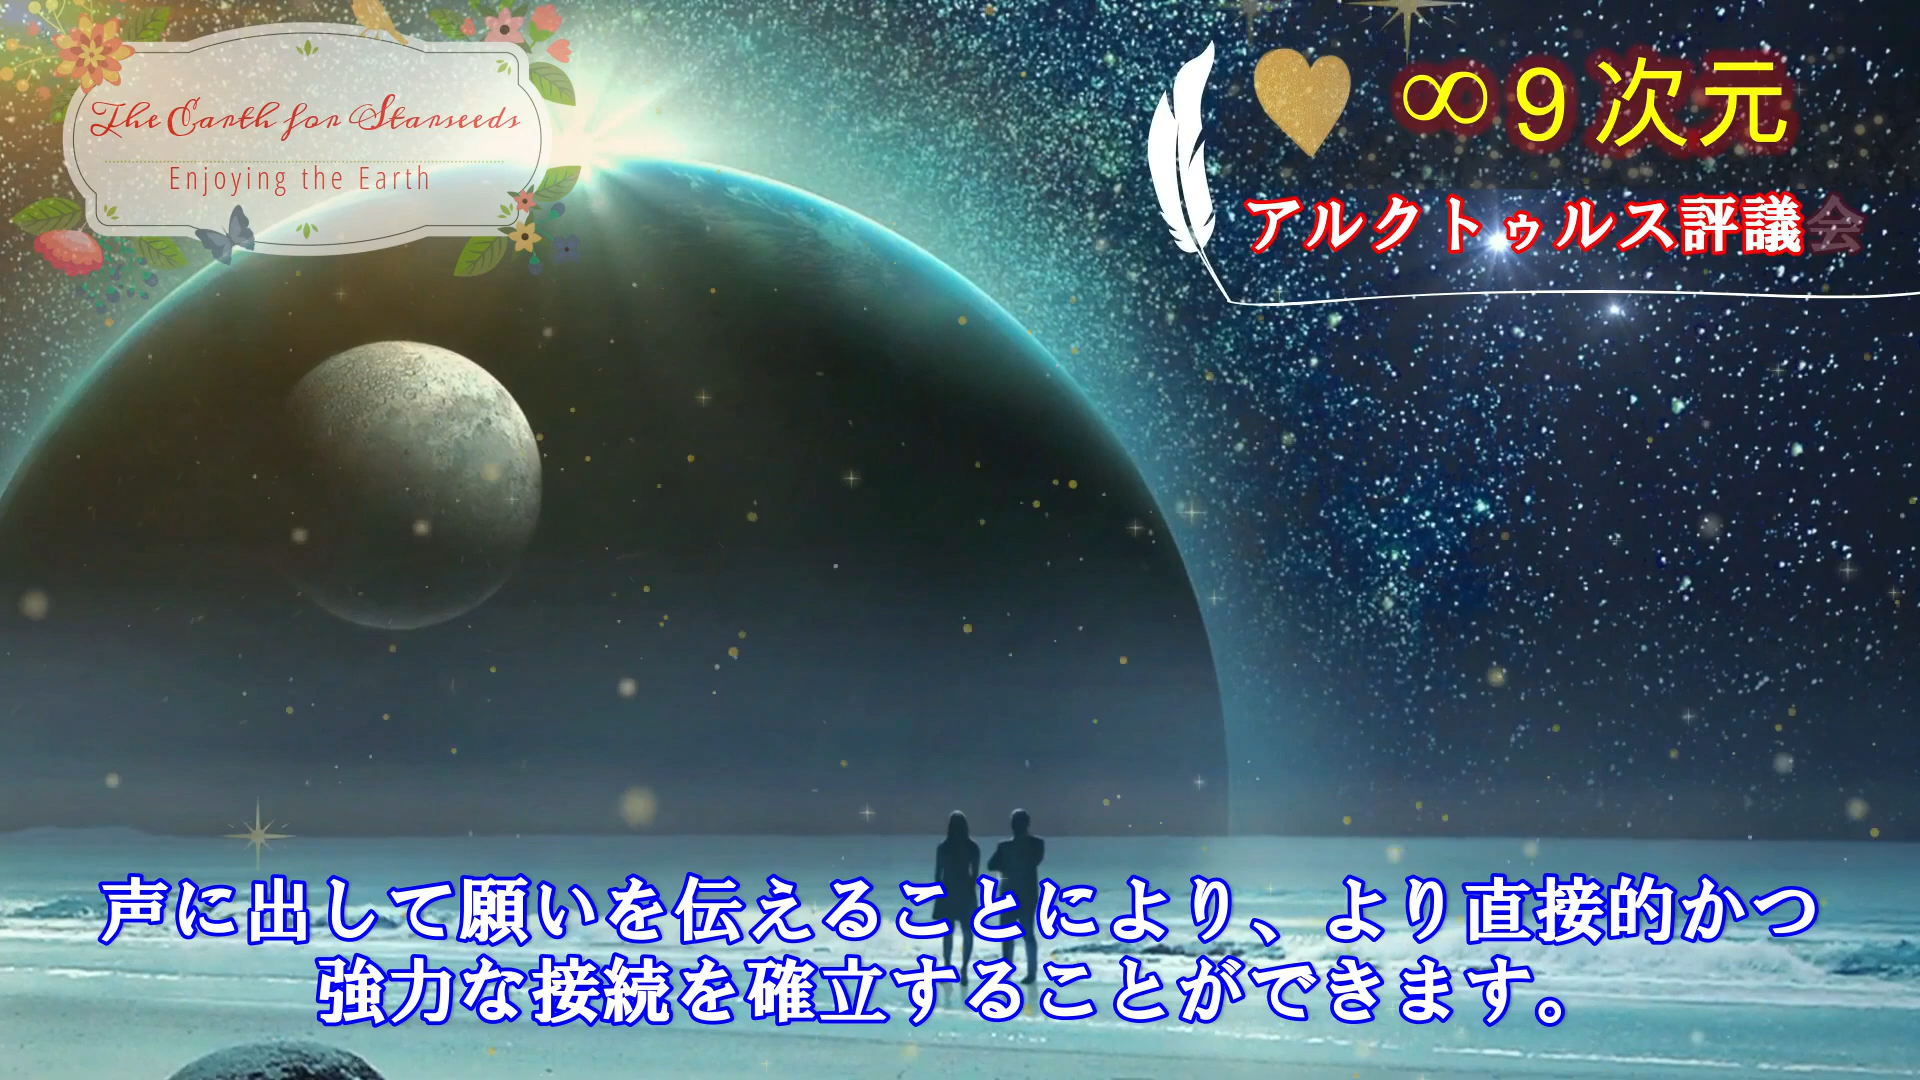 The Earth for Starseeds
Enjoying the Earth
∞９次元
アルクトゥルス評議会
声に出して願いを伝えることにより、より直接的かつ
強力な接続を確立することができます。